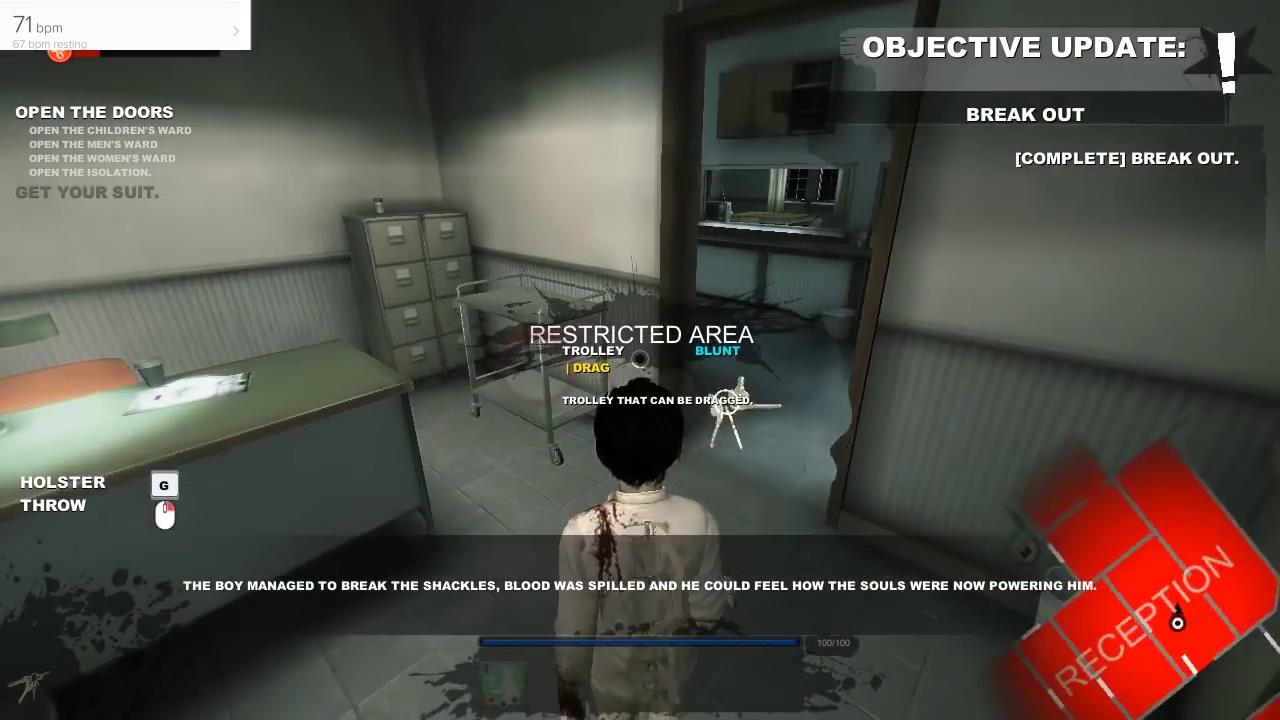 71 bpm
67 bpm resting
OBJECTIVE UPDATE:
BREAK OUT
[COMPLETE] BREAK OUT.
OPEN THE DOORS
OPEN THE CHILDREN'S WARD
OPEN THE MEN'S WARD
OPEN THE WOMEN'S WARD
OPEN THE ISOLATION.
GET YOUR SUIT.
RESTRICTED AREA
TROLLEY BLUNT
| DRAG
TROLLEY THAT CAN BE DRAGGED.
HOLSTER G
THROW
THE BOY MANAGED TO BREAK THE SHACKLES, BLOOD WAS SPILLED AND HE COULD FEEL HOW THE SOULS WERE NOW POWERING HIM.
RECEPTION
100/100